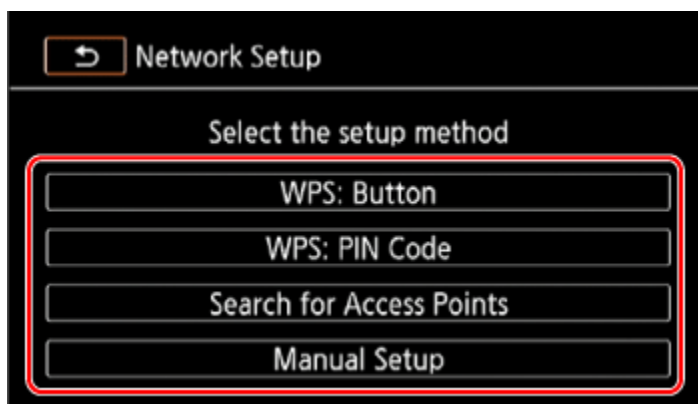 Network Setup
Select the setup method
WPS: Button
WPS: PIN Code
Search for Access Points
Manual Setup